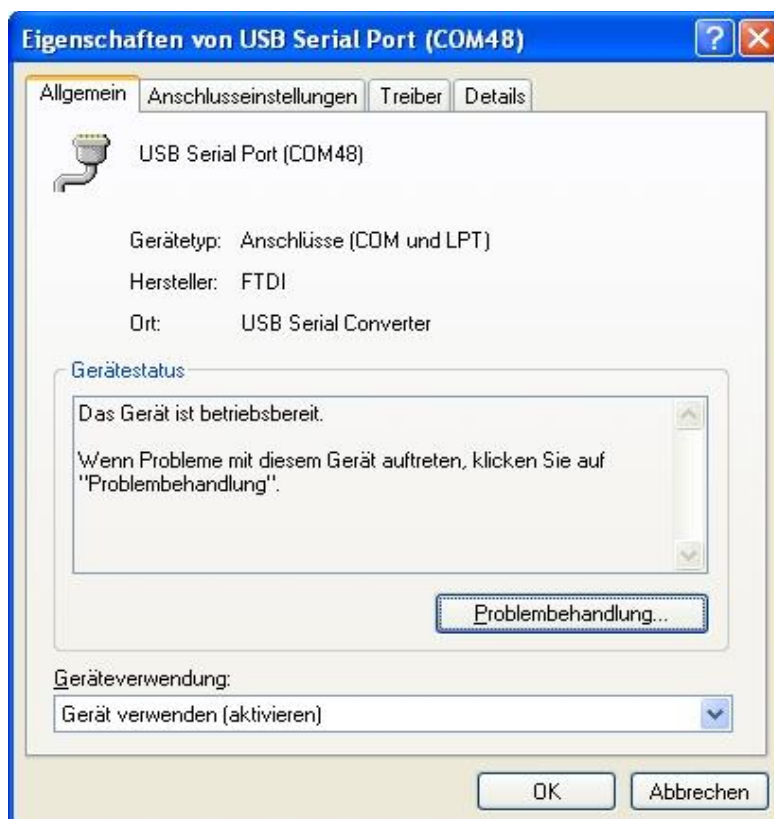 Eigenschaften von USB Serial Port (COM48)
Allgemein Anschlusseinstellungen Treiber Details
USB Serial Port (COM48)
Gerätetyp: Anschlüsse (COM und LPT)
Hersteller: FTDI
Ort: USB Serial Converter
Gerätestatus
Das Gerät ist betriebsbereit.
Wenn Probleme mit diesem Gerät auftreten, klicken Sie auf
"Problembehandlung".
Problembehandlung...
Geräteverwendung:
Gerät verwenden (aktivieren)
OK Abbrechen